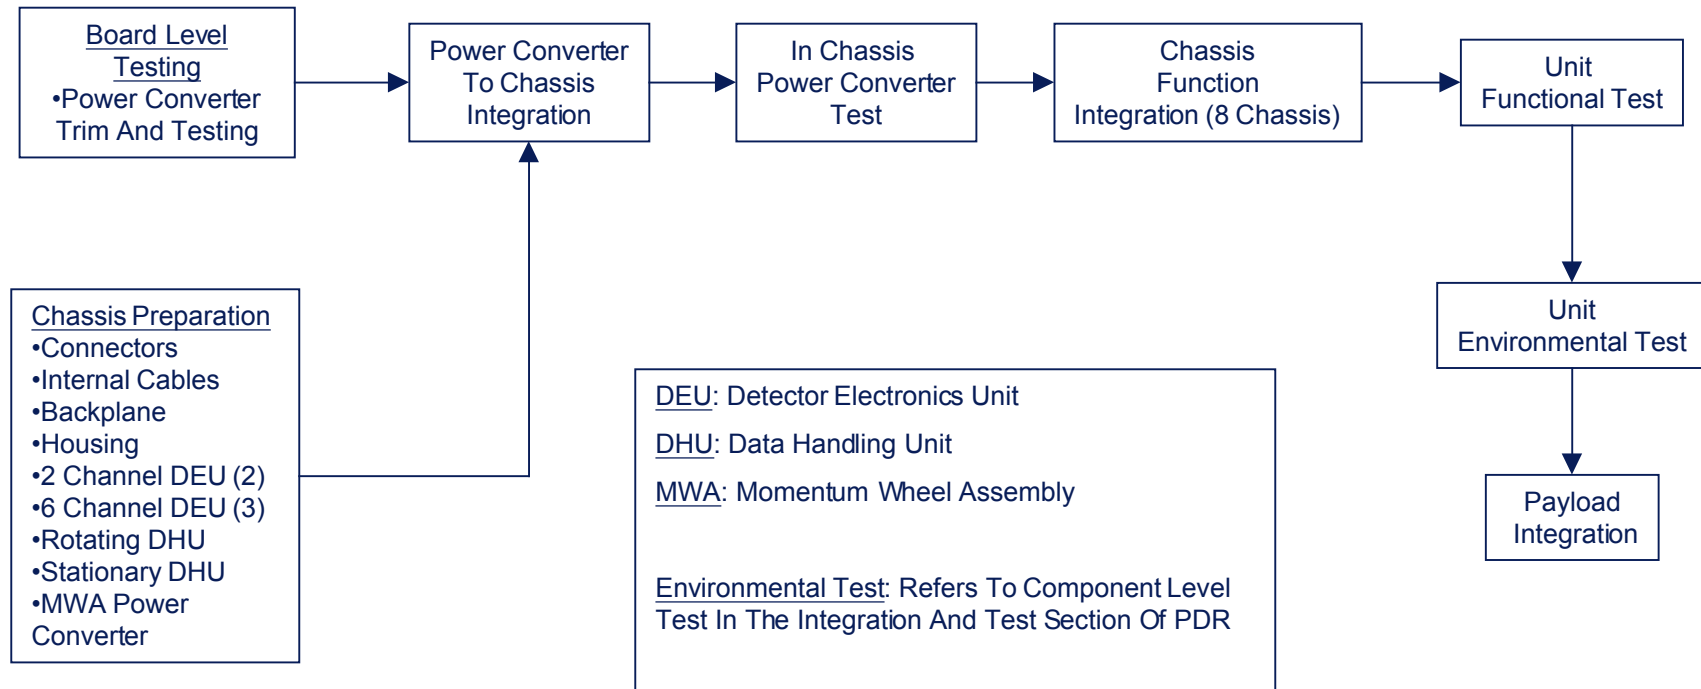 Board Level
Testing
•Power Converter
Trim And Testing
Power Converter
To Chassis
Integration
In Chassis
Power Converter
Test
Chassis
Function
Integration (8 Chassis)
Unit
Functional Test
Chassis Preparation
•Connectors
•Internal Cables
•Backplane
•Housing
•2 Channel DEU (2)
•6 Channel DEU (3)
•Rotating DHU
•Stationary DHU
•MWA Power
Converter
DEU: Detector Electronics Unit
DHU: Data Handling Unit
MWA: Momentum Wheel Assembly
Environmental Test: Refers To Component Level
Test In The Integration And Test Section Of PDR
Unit
Environmental Test
Payload
Integration